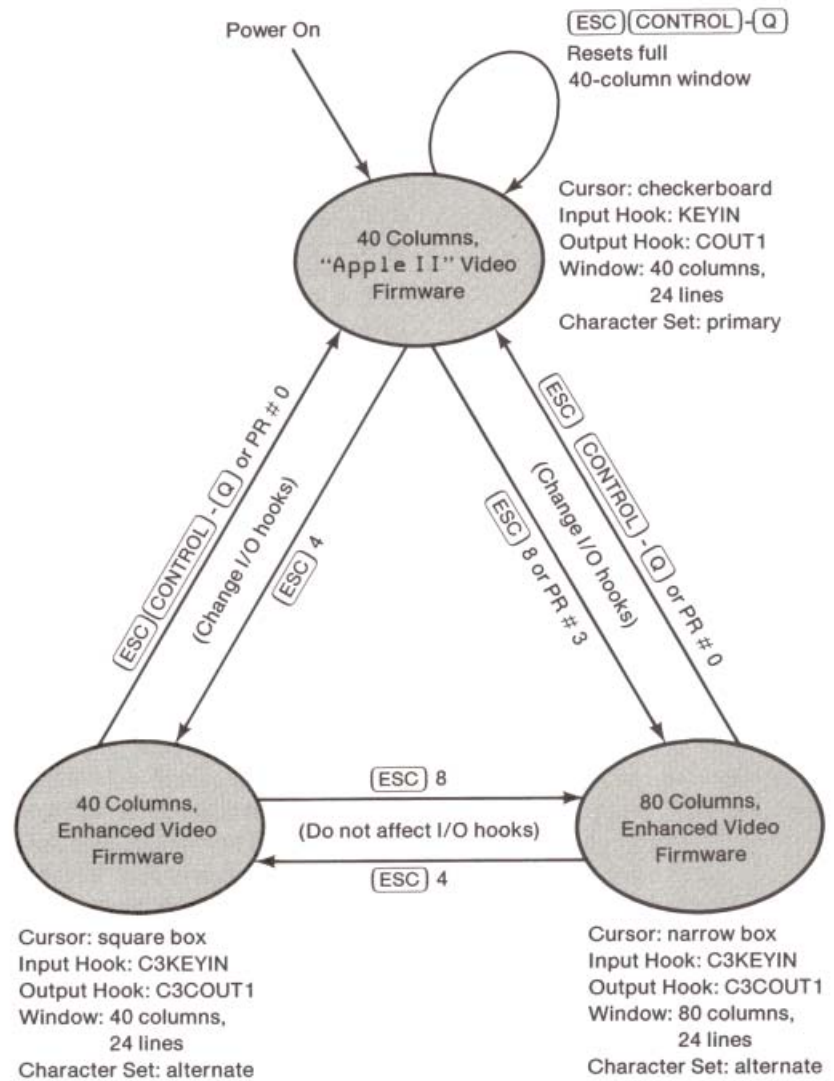 Power On
ESC CONTROL-Q
Resets full
40-column window
40 Columns,
“Apple II” Video
Firmware
Cursor: checkerboard
Input Hook: KEYIN
Output Hook: COUT1
Window: 40 columns,
24 lines
Character Set: primary
ESC CONTROL-Q or PR # 0
(Change I/O hooks)
ESC 4
ESC CONTROL-Q or PR # 0
(Change I/O hooks)
ESC 8 or PR # 3
40 Columns,
Enhanced Video
Firmware
ESC 8
(Do not affect I/O hooks)
ESC 4
80 Columns,
Enhanced Video
Firmware
Cursor: square box
Input Hook: C3KEYIN
Output Hook: C3COUT1
Window: 40 columns,
24 lines
Character Set: alternate
Cursor: narrow box
Input Hook: C3KEYIN
Output Hook: C3COUT1
Window: 80 columns,
24 lines
Character Set: alternate